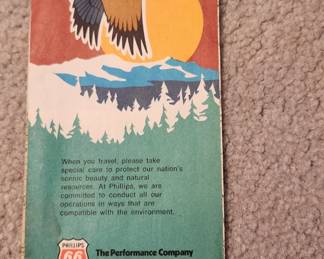 When you travel, please take
special care to protect our nation's
scenic beauty and natural
resources. At Phillips, we are
committed to conduct all our
operations in ways that are
compatible with the environment.
PHILLIPS
66
The Performance Company